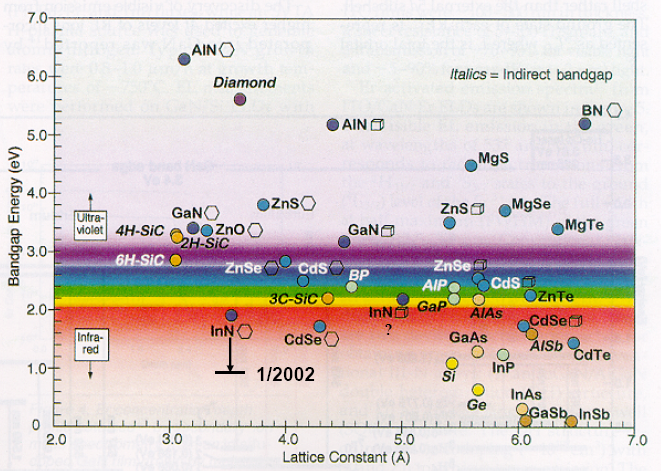 7.0
6.0
5.0
4.0
3.0
2.0
1.0
0
Bandgap Energy (eV)
AlN
Diamond
Italics = Indirect bandgap
AlN
BN
MgS
Ultra-
violet
ZnS
ZnS
MgSe
GaN
ZnO
GaN
MgTe
4H-SiC
2H-SiC
6H-SiC
ZnSe
CdS
BP
ZnSe
AlP
CdS
3C-SiC
InN
?
GaP
AlAs
ZnTe
InN
CdSe
CdSe
AlSb
Infra-
red
GaAs
InP
CdTe
1/2002
Si
Ge
InAs
GaSb
InSb
2.0
3.0
4.0
5.0
6.0
7.0
Lattice Constant (Å)